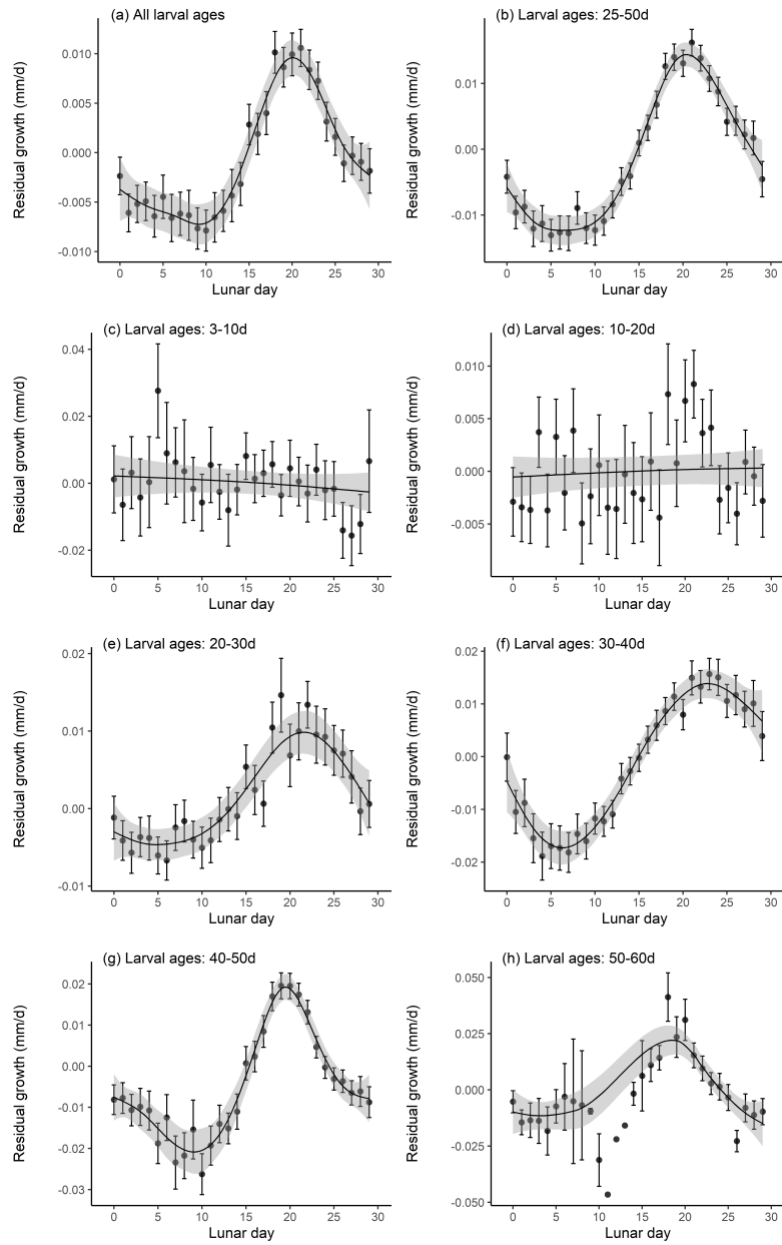 (a) All larval ages
Residual growth (mm/d)
0.010
0.005
0.000
-0.005
-0.010
0 5 10 15 20 25 30
Lunar day
(b) Larval ages: 25-50d
Residual growth (mm/d)
0.01
0.00
-0.01
0 5 10 15 20 25 30
Lunar day
(c) Larval ages: 3-10d
Residual growth (mm/d)
0.04
0.02
0.00
-0.02
0 5 10 15 20 25 30
Lunar day
(d) Larval ages: 10-20d
Residual growth (mm/d)
0.010
0.005
0.000
-0.005
0 5 10 15 20 25 30
Lunar day
(e) Larval ages: 20-30d
Residual growth (mm/d)
0.02
0.01
0.00
-0.01
0 5 10 15 20 25 30
Lunar day
(f) Larval ages: 30-40d
Residual growth (mm/d)
0.02
0.01
0.00
-0.01
-0.02
0 5 10 15 20 25 30
Lunar day
(g) Larval ages: 40-50d
Residual growth (mm/d)
0.02
0.01
0.00
-0.01
-0.02
-0.03
0 5 10 15 20 25 30
Lunar day
(h) Larval ages: 50-60d
Residual growth (mm/d)
0.050
0.025
0.000
-0.025
-0.050
0 5 10 15 20 25 30
Lunar day